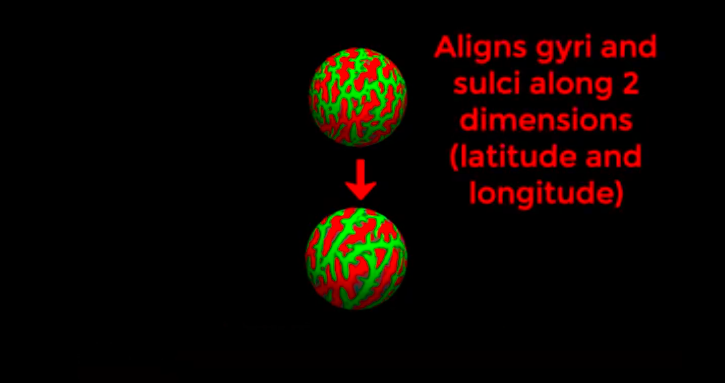 Aligns gyri and
sulci along 2
dimensions
(latitude and
longitude)